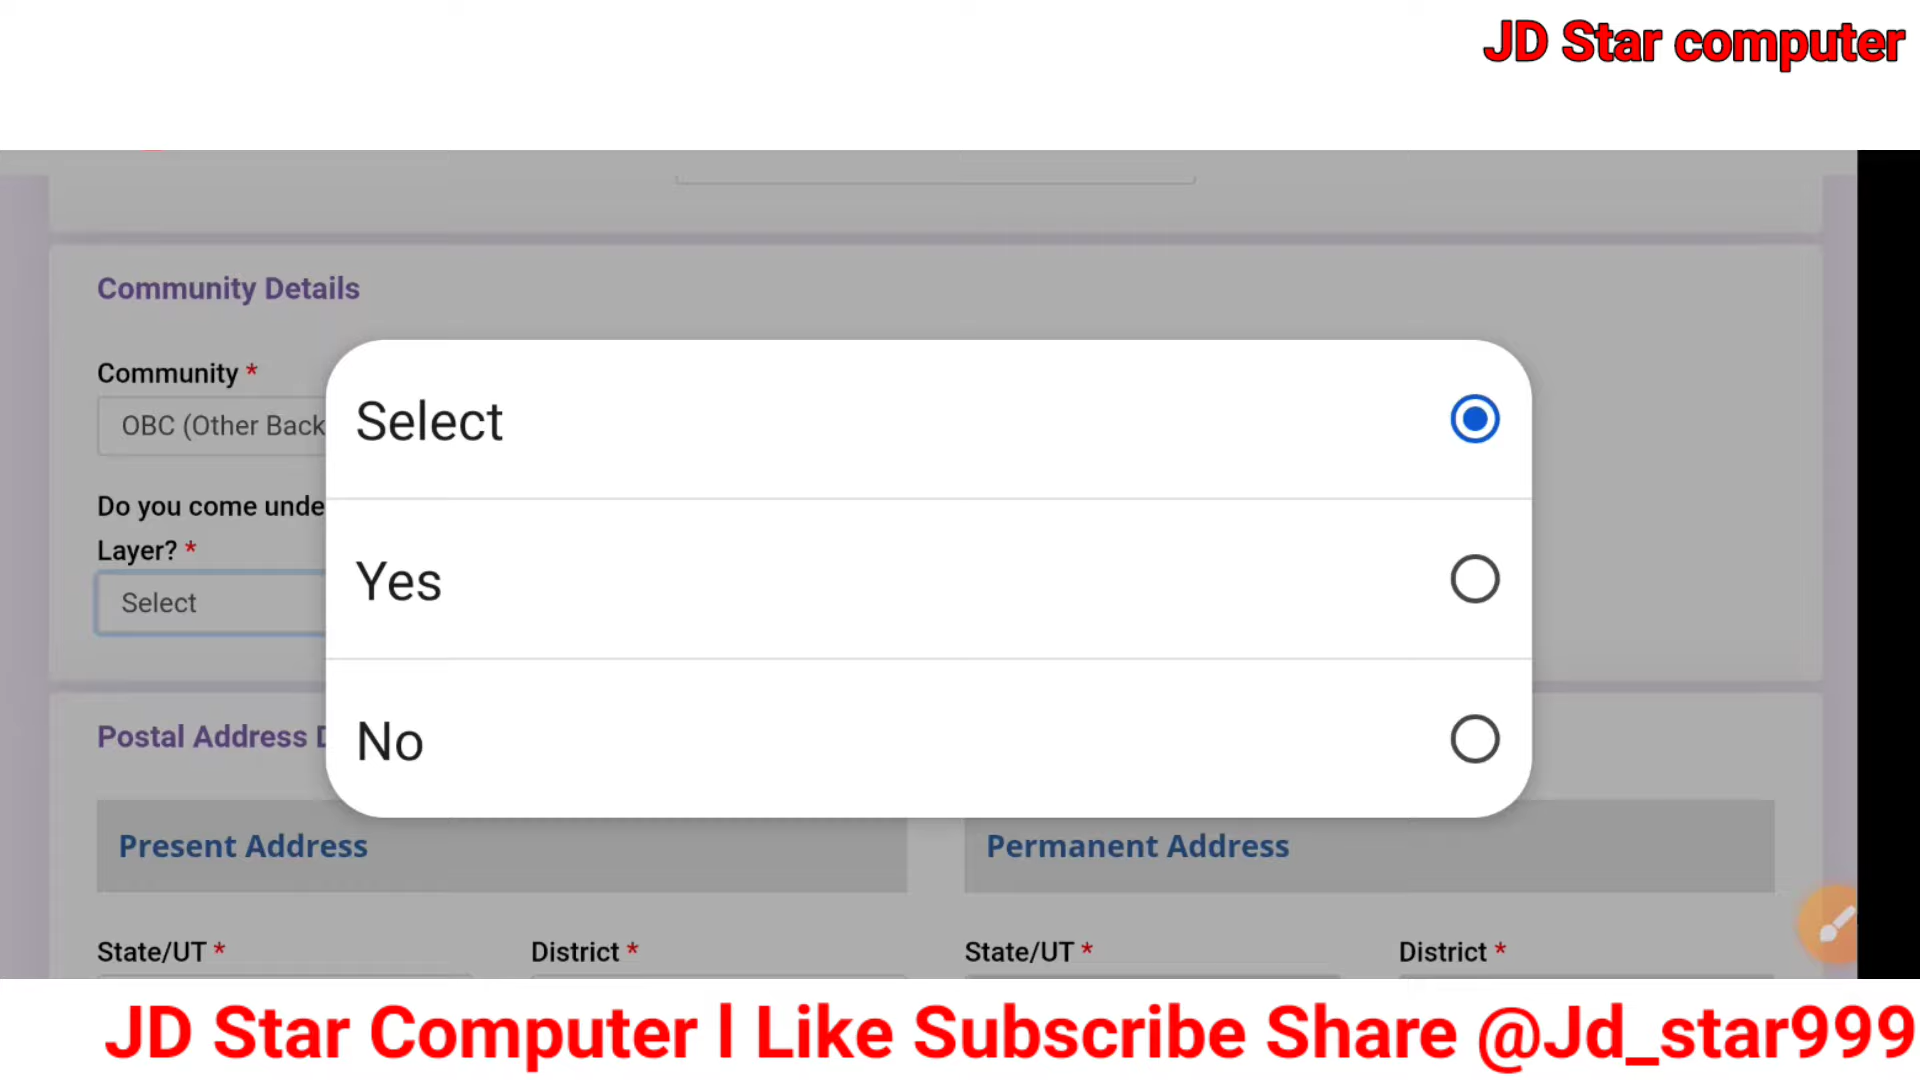 JD Star computer
Community Details
Community *
OBC (Other Back
Do you come unde
Layer? *
Select
Select
Yes
No
Postal Address
Present Address
Permanent Address
State/UT *
District *
State/UT *
District *
JD Star Computer l Like Subscribe Share @Jd_star999